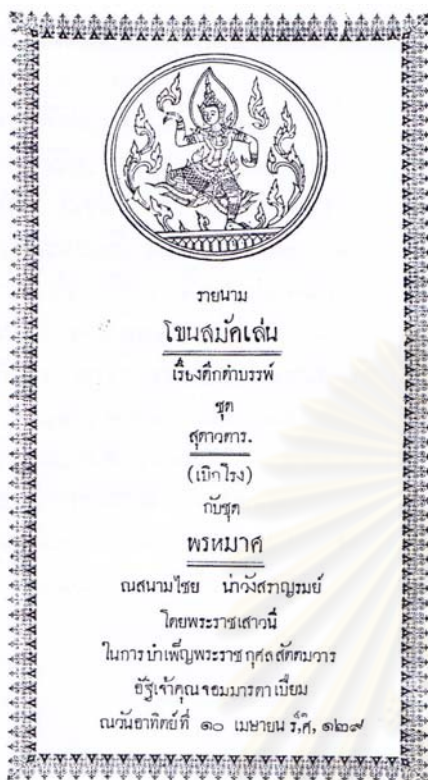 รายนาม
โขนสมัคเล่น
เรื่องดึกดำบรรพ์
ชุด
สุดาวตาร.
(เบิกโรง)
กับชุด
พรหมาศ
ณสนามไชย น่าวังสราญรมย์
โดยพระราชเสาวนี
ในการบำเพ็ญพระราชกุศลสัตตมวาร
อัฐิเจ้าคุณจอมมารดาเปี่ยม
ณวันอาทิตย์ที่ ๑๐ เมษายน ร,ศ, ๑๒๙